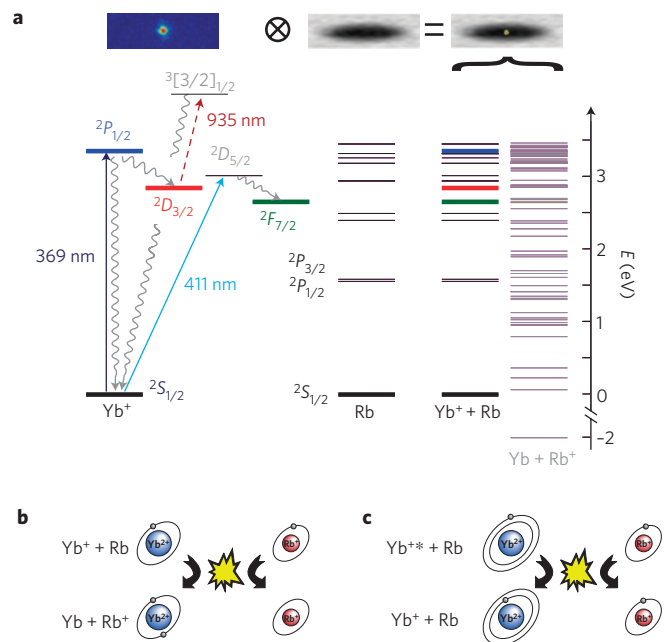 a
⊗
=
³[3/2]₁/₂
935 nm
²P₁/₂
²D₅/₂
²D₃/₂
²F₇/₂
369 nm
411 nm
²P₃/₂
²P₁/₂
3
2
E (eV)
1
²S₁/₂
²S₁/₂
0
Yb⁺
Rb
Yb⁺ + Rb
−2
Yb + Rb⁺
b
Yb⁺ + Rb
Yb²⁺
Rb⁺
Yb + Rb⁺
Yb²⁺
Rb⁺
c
Yb⁺* + Rb
Yb²⁺
Rb⁺
Yb⁺ + Rb
Yb²⁺
Rb⁺